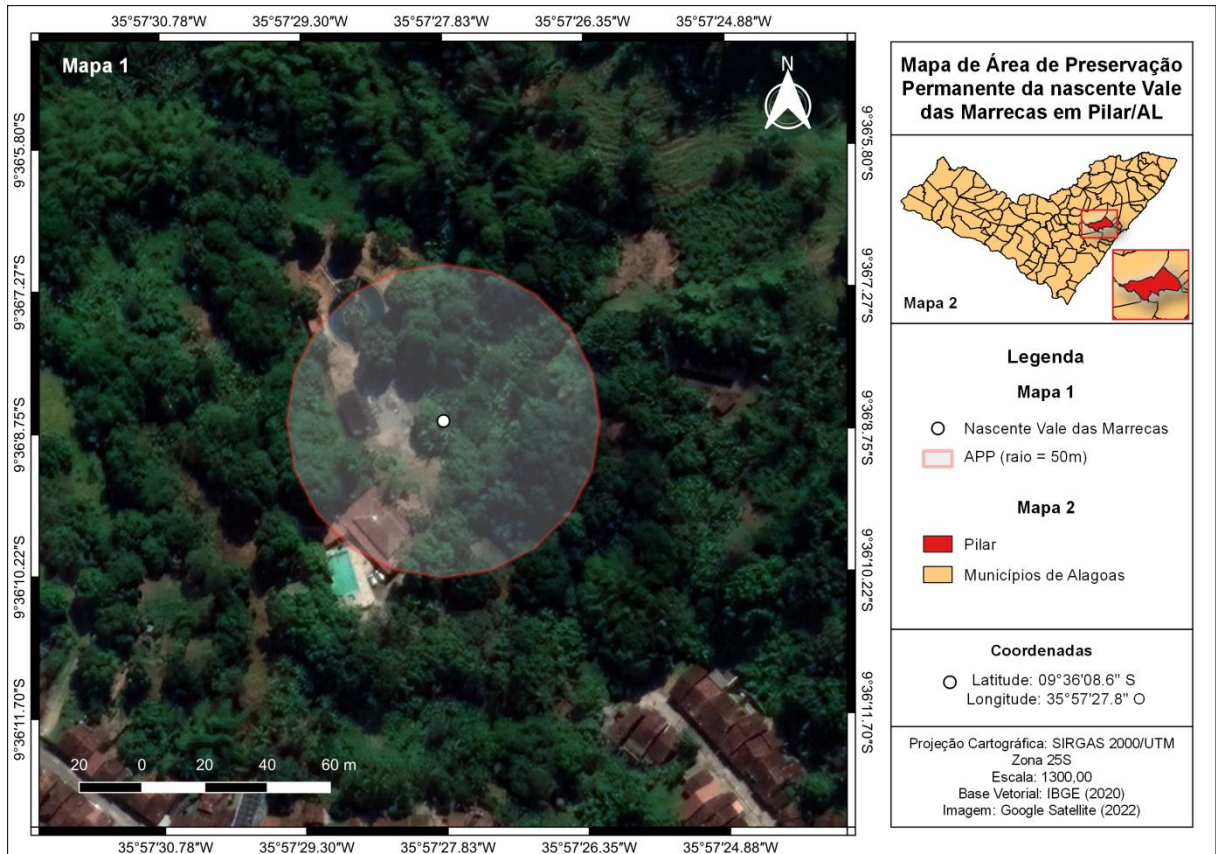 35°57'30.78"W 35°57'29.30"W 35°57'27.83"W 35°57'26.35"W 35°57'24.88"W
Mapa 1
N
9°36'5.80"S
9°36'7.27"S
9°36'8.75"S
9°36'10.22"S
9°36'11.70"S
9°36'5.80"S
9°36'7.27"S
9°36'8.75"S
9°36'10.22"S
9°36'11.70"S
20 0 20 40 60 m
35°57'30.78"W 35°57'29.30"W 35°57'27.83"W 35°57'26.35"W 35°57'24.88"W
Mapa de Área de Preservação
Permanente da nascente Vale
das Marrecas em Pilar/AL
Mapa 2
Legenda
Mapa 1
Nascente Vale das Marrecas
APP (raio = 50m)
Mapa 2
Pilar
Municípios de Alagoas
Coordenadas
Latitude: 09°36'08.6" S
Longitude: 35°57'27.8" O
Projeção Cartográfica: SIRGAS 2000/UTM
Zona 25S
Escala: 1300,00
Base Vetorial: IBGE (2020)
Imagem: Google Satellite (2022)